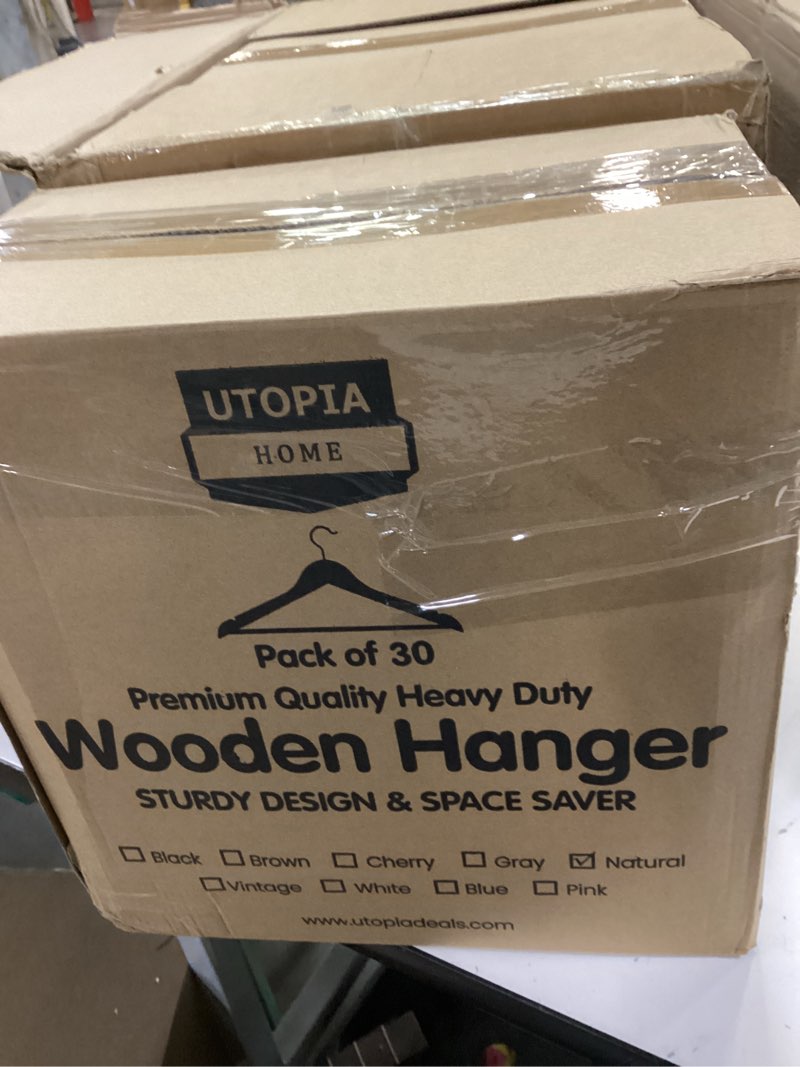 UTOPIA
HOME
Pack of 30
Premium Quality Heavy Duty
Wooden Hanger
STURDY DESIGN & SPACE SAVER
☐ Black ☐ Brown ☐ Cherry ☐ Gray ☑ Natural
☐ Vintage ☐ White ☐ Blue ☐ Pink
www.utopiadeals.com